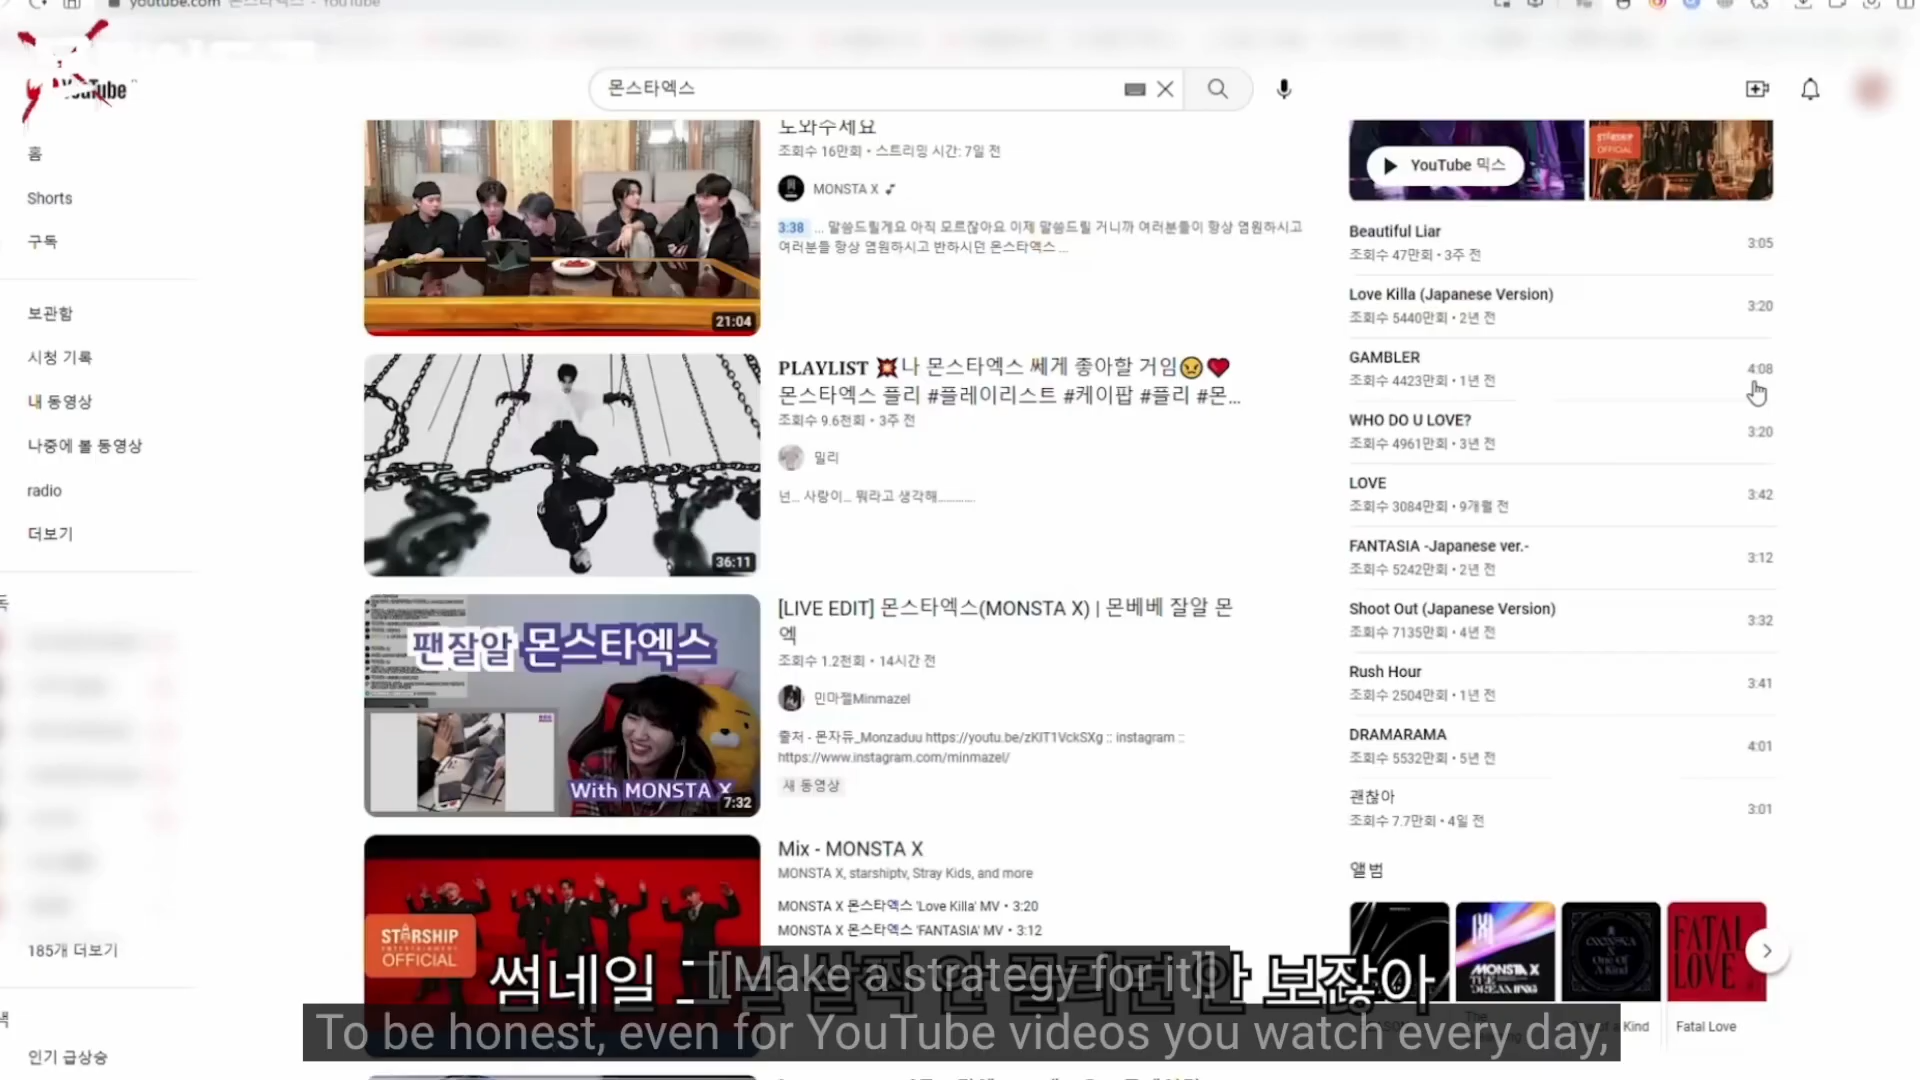 youtube.com
YouTube
몬스타엑스
홈
Shorts
구독
보관함
시청 기록
내 동영상
나중에 볼 동영상
radio
더보기
185개 더보기
인기 급상승
21:04
도와주세요
조회수 16만회 • 스트리밍 시간: 7일 전
MONSTA X
3:38 ... 말씀드릴게요 아직 모르잖아요 이제 말씀드릴 거니까 여러분들이 항상 염원하시고
여러분들 항상 염원하시고 반하시던 몬스타엑스 ...
36:11
PLAYLIST 💥나 몬스타엑스 쎄게 좋아할 거임😠❤️
몬스타엑스 플리 #플레이리스트 #케이팝 #플리 #몬...
조회수 9.6천회 • 3주 전
밀리
넌... 사랑이... 뭐라고 생각해............
팬잘알 몬스타엑스
With MONSTA X
7:32
[LIVE EDIT] 몬스타엑스(MONSTA X) | 몬베베 잘알 몬
엑
조회수 1.2천회 • 14시간 전
민마젤Minmazel
출처 - 몬자듀_Monzaduu https://youtu.be/zKIT1VckSXg :: instagram ::
https://www.instagram.com/minmazel/
새 동영상
STARSHIP
ENTERTAINMENT
OFFICIAL
Mix - MONSTA X
MONSTA X, starshiptv, Stray Kids, and more
MONSTA X 몬스타엑스 'Love Killa' MV • 3:20
MONSTA X 몬스타엑스 'FANTASIA' MV • 3:12
YouTube 믹스
STARSHIP
OFFICIAL
Beautiful Liar
조회수 47만회 • 3주 전
3:05
Love Killa (Japanese Version)
조회수 5440만회 • 2년 전
3:20
GAMBLER
조회수 4423만회 • 1년 전
4:08
WHO DO U LOVE?
조회수 4961만회 • 3년 전
3:20
LOVE
조회수 3084만회 • 9개월 전
3:42
FANTASIA -Japanese ver.-
조회수 5242만회 • 2년 전
3:12
Shoot Out (Japanese Version)
조회수 7135만회 • 4년 전
3:32
Rush Hour
조회수 2504만회 • 1년 전
3:41
DRAMARAMA
조회수 5532만회 • 5년 전
4:01
괜찮아
조회수 7.7만회 • 4일 전
3:01
앨범
MONSTA X
THE DREAMING
FATAL
LOVE
Fatal Love
썸네일 보잖아
[[Make a strategy for it]]
To be honest, even for YouTube videos you watch every day,